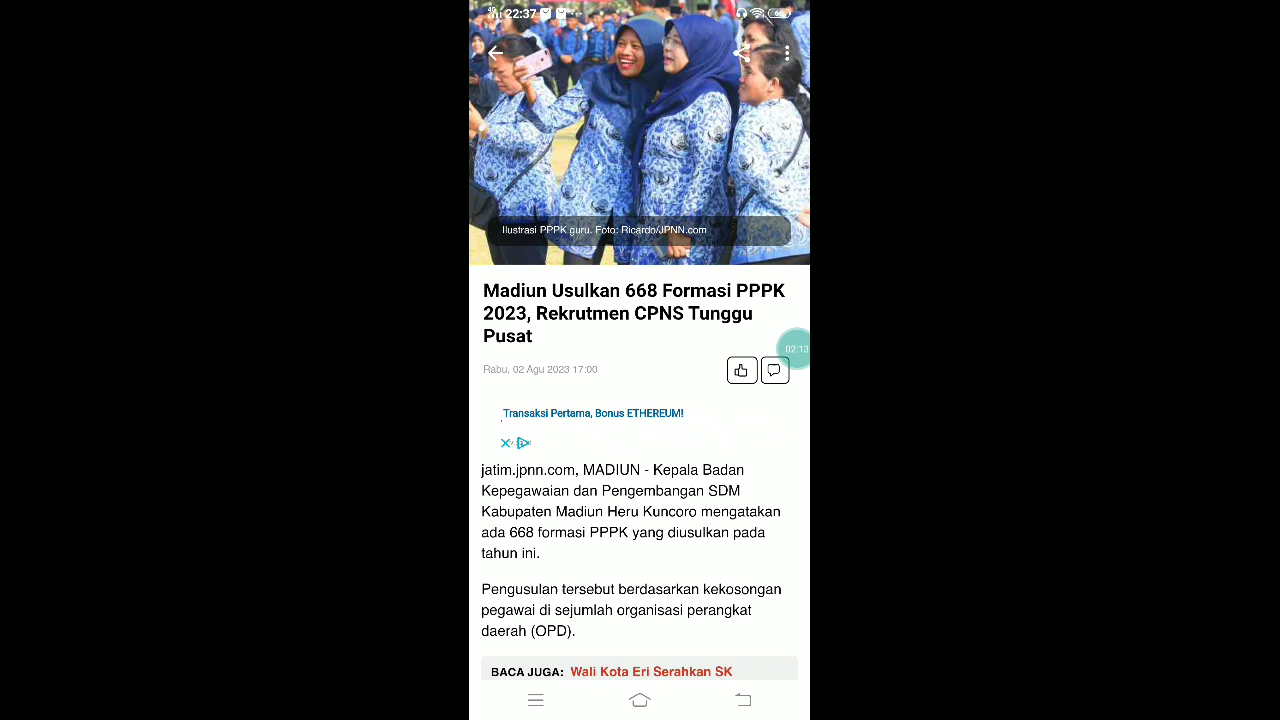 4G 22:37 66
Ilustrasi PPPK guru. Foto: Ricardo/JPNN.com
Madiun Usulkan 668 Formasi PPPK
2023, Rekrutmen CPNS Tunggu
Pusat
02:13
Rabu, 02 Agu 2023 17:00
Transaksi Pertama, Bonus ETHEREUM!
jatim.jpnn.com, MADIUN - Kepala Badan
Kepegawaian dan Pengembangan SDM
Kabupaten Madiun Heru Kuncoro mengatakan
ada 668 formasi PPPK yang diusulkan pada
tahun ini.
Pengusulan tersebut berdasarkan kekosongan
pegawai di sejumlah organisasi perangkat
daerah (OPD).
BACA JUGA: Wali Kota Eri Serahkan SK